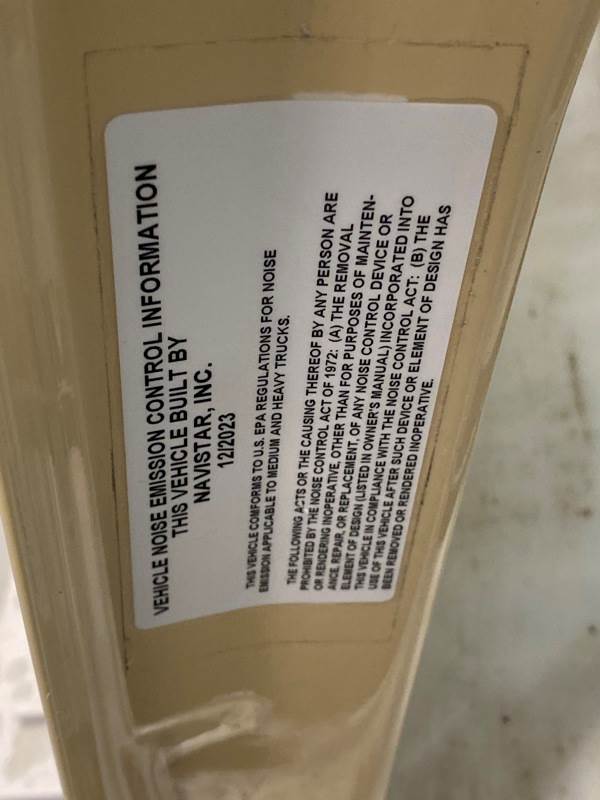 VEHICLE NOISE EMISSION CONTROL INFORMATION
THIS VEHICLE BUILT BY
NAVISTAR, INC.
12/2023
THIS VEHICLE COMFORMS TO U.S. EPA REGULATIONS FOR NOISE
EMISSION APPLICABLE TO MEDIUM AND HEAVY TRUCKS.
THE FOLLOWING ACTS OR THE CAUSING THEREOF BY ANY PERSON ARE
PROHIBITED BY THE NOISE CONTROL ACT OF 1972: (A) THE REMOVAL
OR RENDERING INOPERATIVE, OTHER THAN FOR PURPOSES OF MAINTEN-
ANCE, REPAIR, OR REPLACEMENT, OF ANY NOISE CONTROL DEVICE OR
ELEMENT OF DESIGN (LISTED IN OWNER'S MANUAL) INCORPORATED INTO
THIS VEHICLE IN COMPLIANCE WITH THE NOISE CONTROL ACT: (B) THE
USE OF THIS VEHICLE AFTER SUCH DEVICE OR ELEMENT OF DESIGN HAS
BEEN REMOVED OR RENDERED INOPERATIVE.